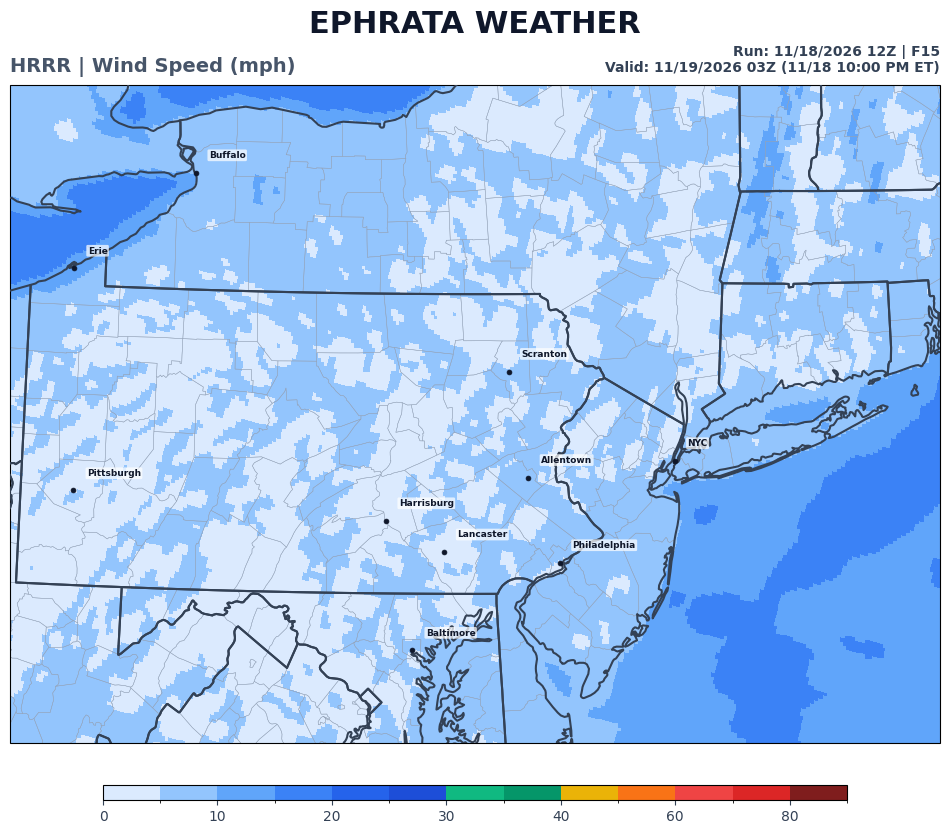 EPHRATA WEATHER
HRRR | Wind Speed (mph)
Run: 11/18/2026 12Z | F15
Valid: 11/19/2026 03Z (11/18 10:00 PM ET)
Buffalo
Erie
Scranton
NYC
Allentown
Pittsburgh
Harrisburg
Lancaster
Philadelphia
Baltimore
0 10 20 30 40 50 60 70 80